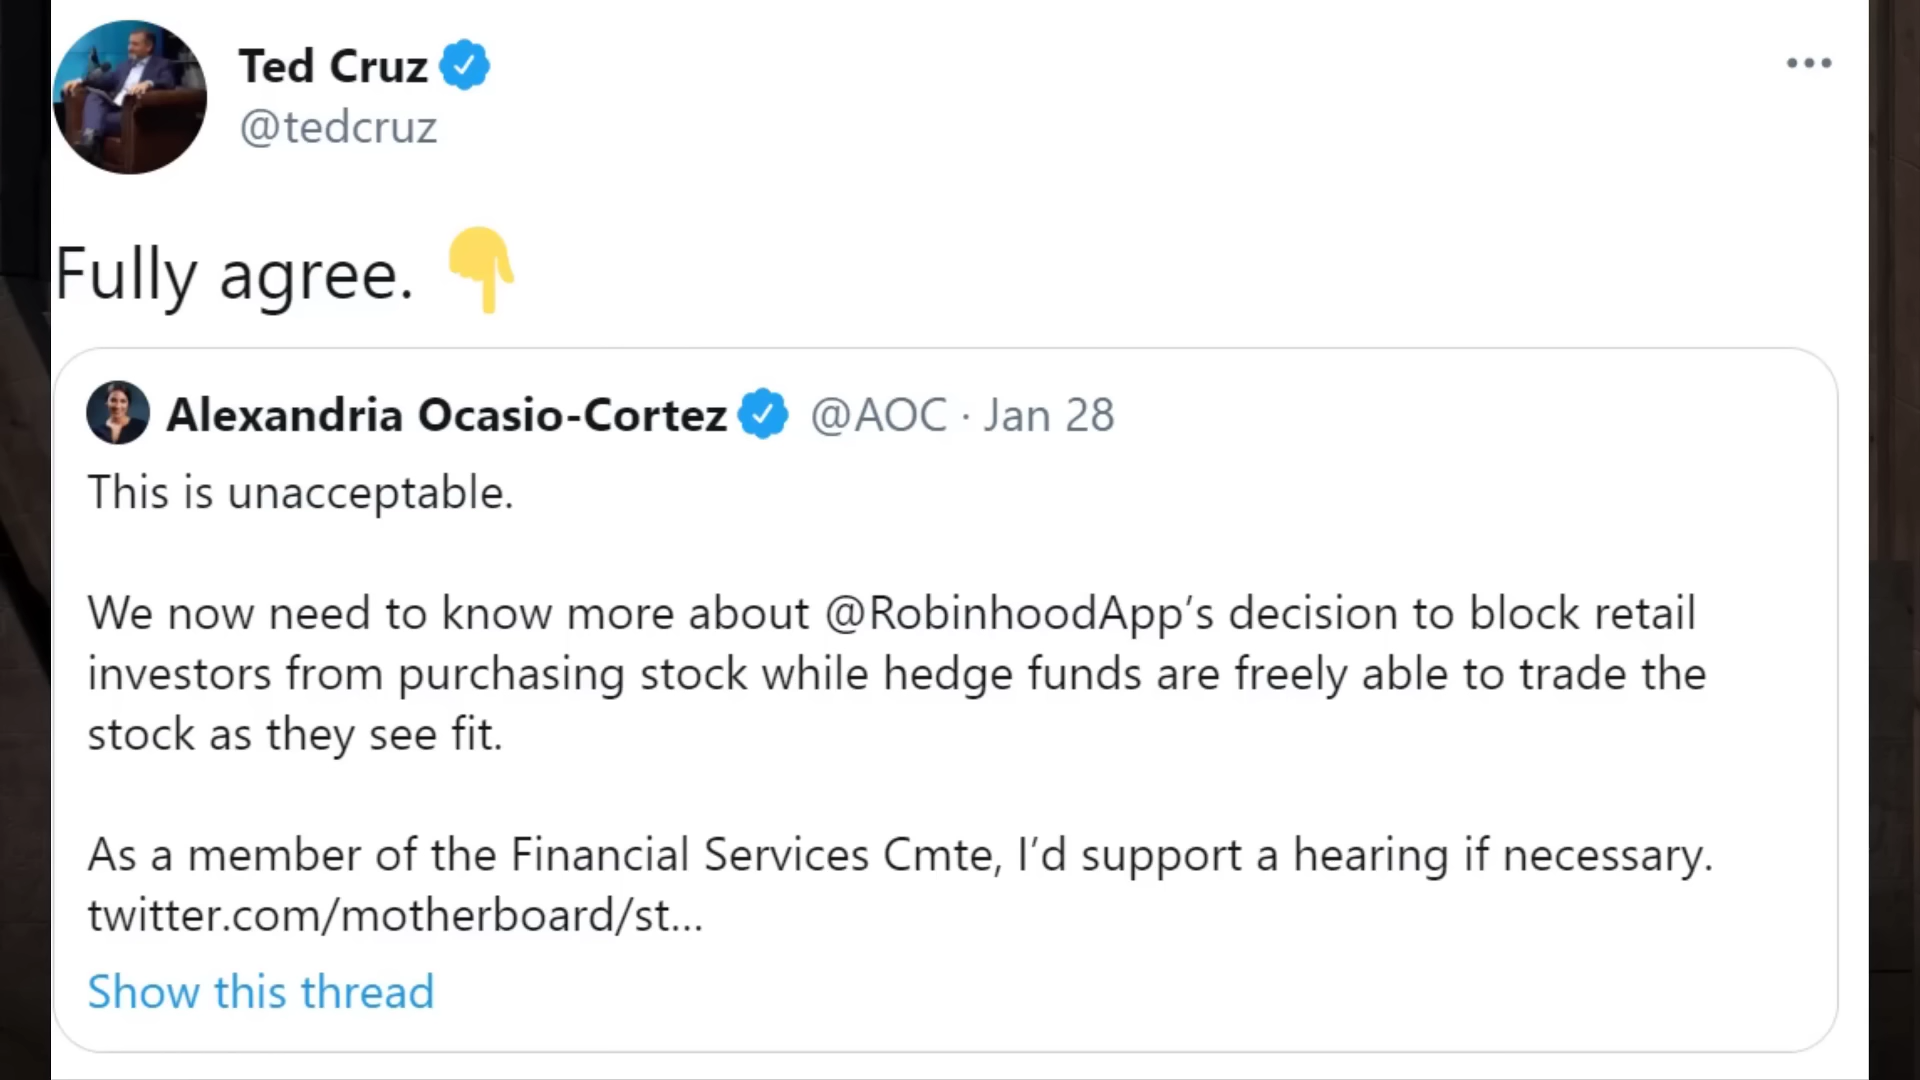 Ted Cruz
@tedcruz
Fully agree. 👇
Alexandria Ocasio-Cortez @AOC · Jan 28
This is unacceptable.
We now need to know more about @RobinhoodApp’s decision to block retail
investors from purchasing stock while hedge funds are freely able to trade the
stock as they see fit.
As a member of the Financial Services Cmte, I’d support a hearing if necessary.
twitter.com/motherboard/st...
Show this thread